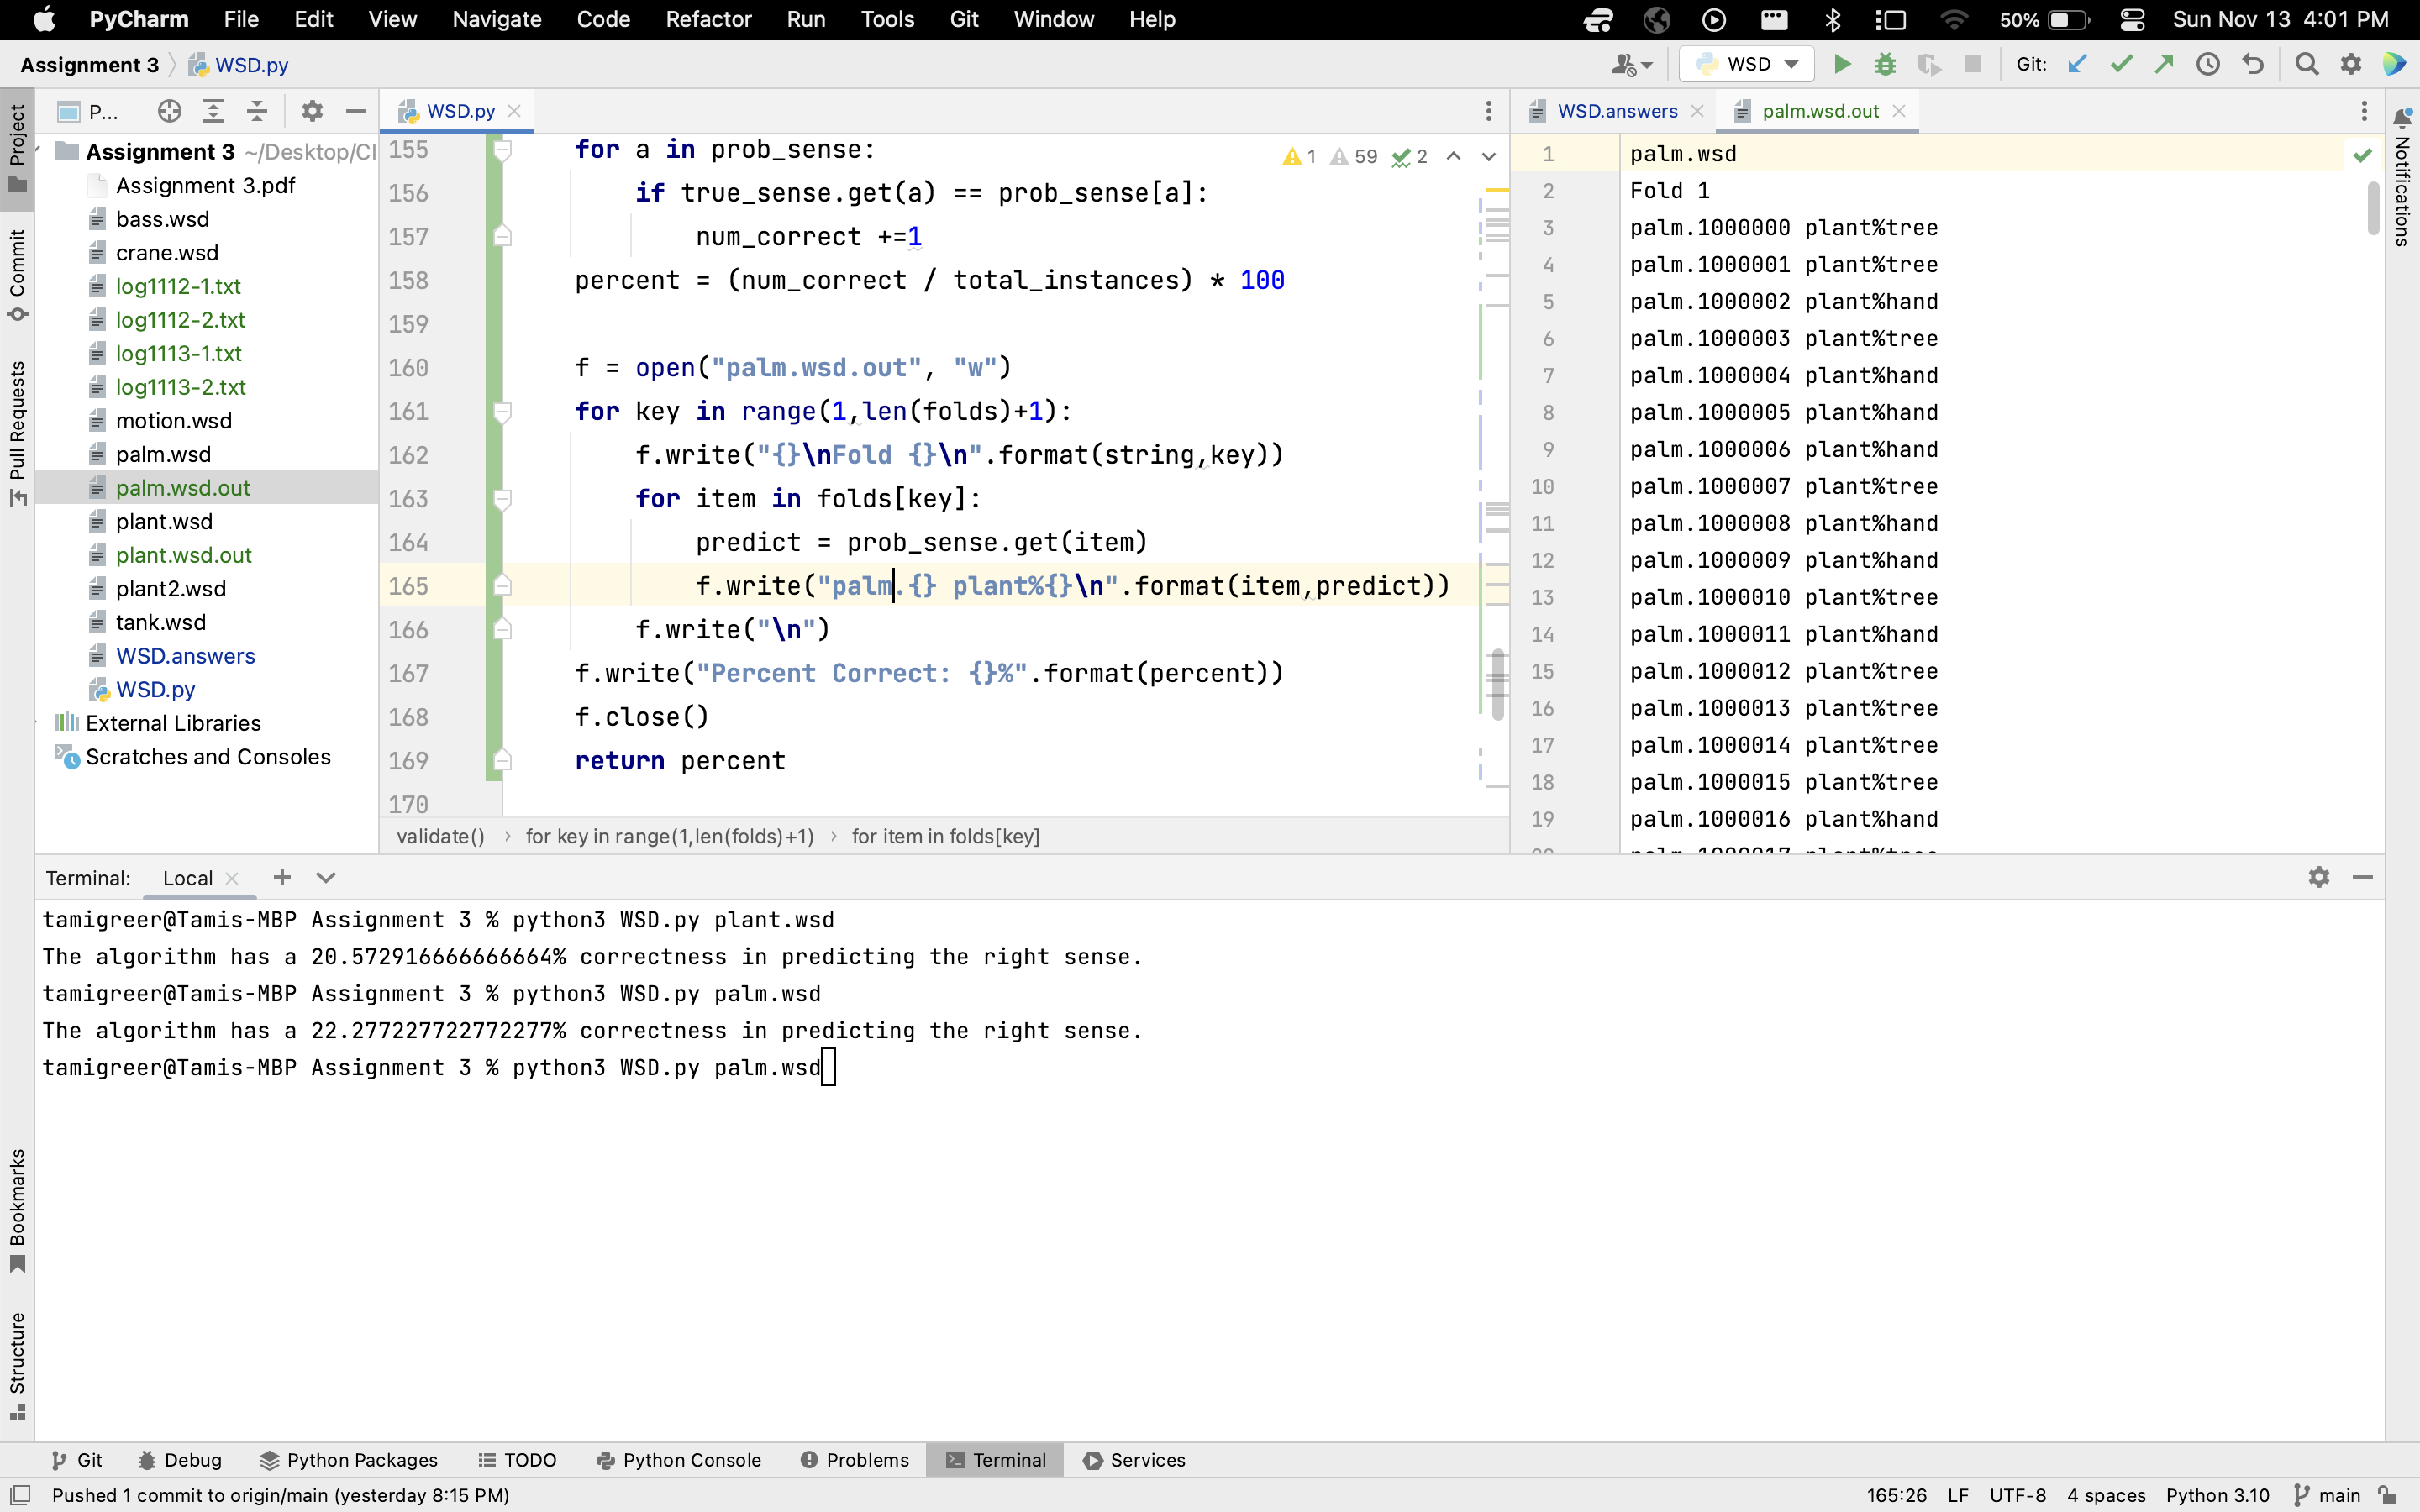 PyCharm File Edit View Navigate Code Refactor Run Tools Git Window Help 50% Sun Nov 13 4:01 PM
Assignment 3 WSD.py WSD Git:
P... WSD.py WSD.answers palm.wsd.out
Project
Commit
Pull Requests
Bookmarks
Structure
Notifications
Assignment 3 ~/Desktop/Cl
Assignment 3.pdf
bass.wsd
crane.wsd
log1112-1.txt
log1112-2.txt
log1113-1.txt
log1113-2.txt
motion.wsd
palm.wsd
palm.wsd.out
plant.wsd
plant.wsd.out
plant2.wsd
tank.wsd
WSD.answers
WSD.py
External Libraries
Scratches and Consoles
1 59 2
155 for a in prob_sense:
156 if true_sense.get(a) == prob_sense[a]:
157 num_correct +=1
158 percent = (num_correct / total_instances) * 100
159
160 f = open("palm.wsd.out", "w")
161 for key in range(1,len(folds)+1):
162 f.write("{}\nFold {}\n".format(string,key))
163 for item in folds[key]:
164 predict = prob_sense.get(item)
165 f.write("palm.{} plant%{}\n".format(item,predict))
166 f.write("\n")
167 f.write("Percent Correct: {}%".format(percent))
168 f.close()
169 return percent
170
validate() › for key in range(1,len(folds)+1) › for item in folds[key]
1 palm.wsd
2 Fold 1
3 palm.1000000 plant%tree
4 palm.1000001 plant%tree
5 palm.1000002 plant%hand
6 palm.1000003 plant%tree
7 palm.1000004 plant%hand
8 palm.1000005 plant%hand
9 palm.1000006 plant%hand
10 palm.1000007 plant%tree
11 palm.1000008 plant%hand
12 palm.1000009 plant%hand
13 palm.1000010 plant%tree
14 palm.1000011 plant%hand
15 palm.1000012 plant%tree
16 palm.1000013 plant%tree
17 palm.1000014 plant%tree
18 palm.1000015 plant%tree
19 palm.1000016 plant%hand
20 palm.1000017 plant%tree
Terminal: Local
tamigreer@Tamis-MBP Assignment 3 % python3 WSD.py plant.wsd
The algorithm has a 20.572916666666664% correctness in predicting the right sense.
tamigreer@Tamis-MBP Assignment 3 % python3 WSD.py palm.wsd
The algorithm has a 22.277227722772277% correctness in predicting the right sense.
tamigreer@Tamis-MBP Assignment 3 % python3 WSD.py palm.wsd
Git Debug Python Packages TODO Python Console Problems Terminal Services
Pushed 1 commit to origin/main (yesterday 8:15 PM) 165:26 LF UTF-8 4 spaces Python 3.10 main